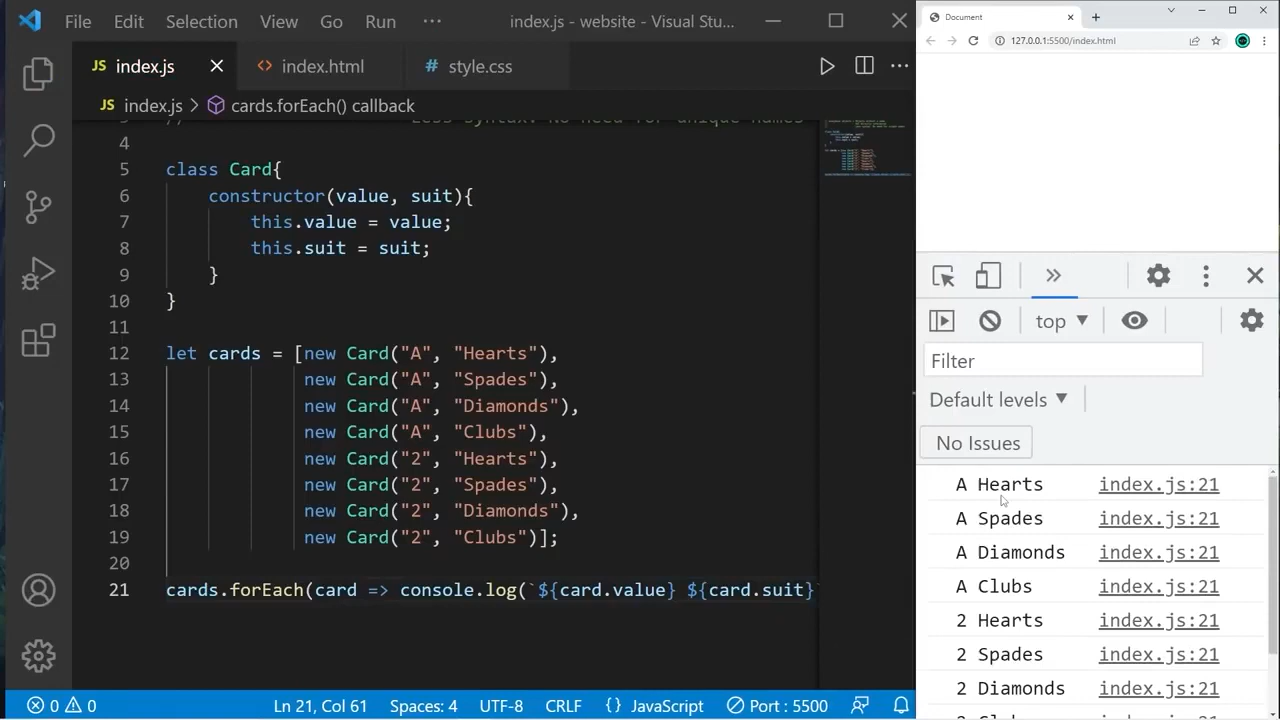 File Edit Selection View Go Run ··· index.js - website - Visual Stu...
JS index.js <> index.html # style.css
JS index.js > cards.forEach() callback
Less syntax. No need for unique names
4
5 class Card{
6 constructor(value, suit){
7 this.value = value;
8 this.suit = suit;
9 }
10 }
11
12 let cards = [new Card("A", "Hearts"),
13 new Card("A", "Spades"),
14 new Card("A", "Diamonds"),
15 new Card("A", "Clubs"),
16 new Card("2", "Hearts"),
17 new Card("2", "Spades"),
18 new Card("2", "Diamonds"),
19 new Card("2", "Clubs")];
20
21 cards.forEach(card => console.log(`${card.value} ${card.suit}`
0 0 Ln 21, Col 61 Spaces: 4 UTF-8 CRLF {} JavaScript Port : 5500
Document
127.0.0.1:5500/index.html
top
Filter
Default levels
No Issues
A Hearts index.js:21
A Spades index.js:21
A Diamonds index.js:21
A Clubs index.js:21
2 Hearts index.js:21
2 Spades index.js:21
2 Diamonds index.js:21